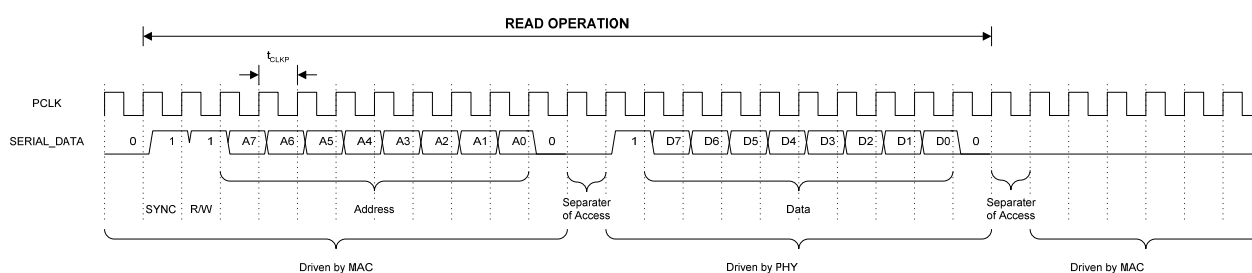 READ OPERATION
tCLKP
PCLK
SERIAL_DATA 0 1 1 A7 A6 A5 A4 A3 A2 A1 A0 0 1 D7 D6 D5 D4 D3 D2 D1 D0 0
SYNC R/W Address Separater of Access Data Separater of Access
Driven by MAC Driven by PHY Driven by MAC